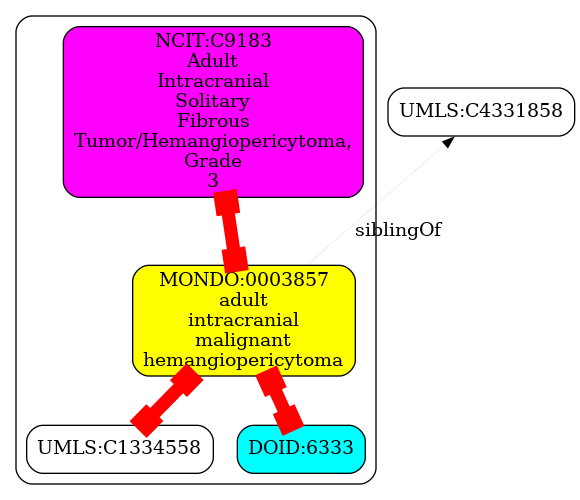 NCIT:C9183
Adult
Intracranial
Solitary
Fibrous
Tumor/Hemangiopericytoma,
Grade
3
UMLS:C4331858
siblingOf
MONDO:0003857
adult
intracranial
malignant
hemangiopericytoma
UMLS:C1334558
DOID:6333